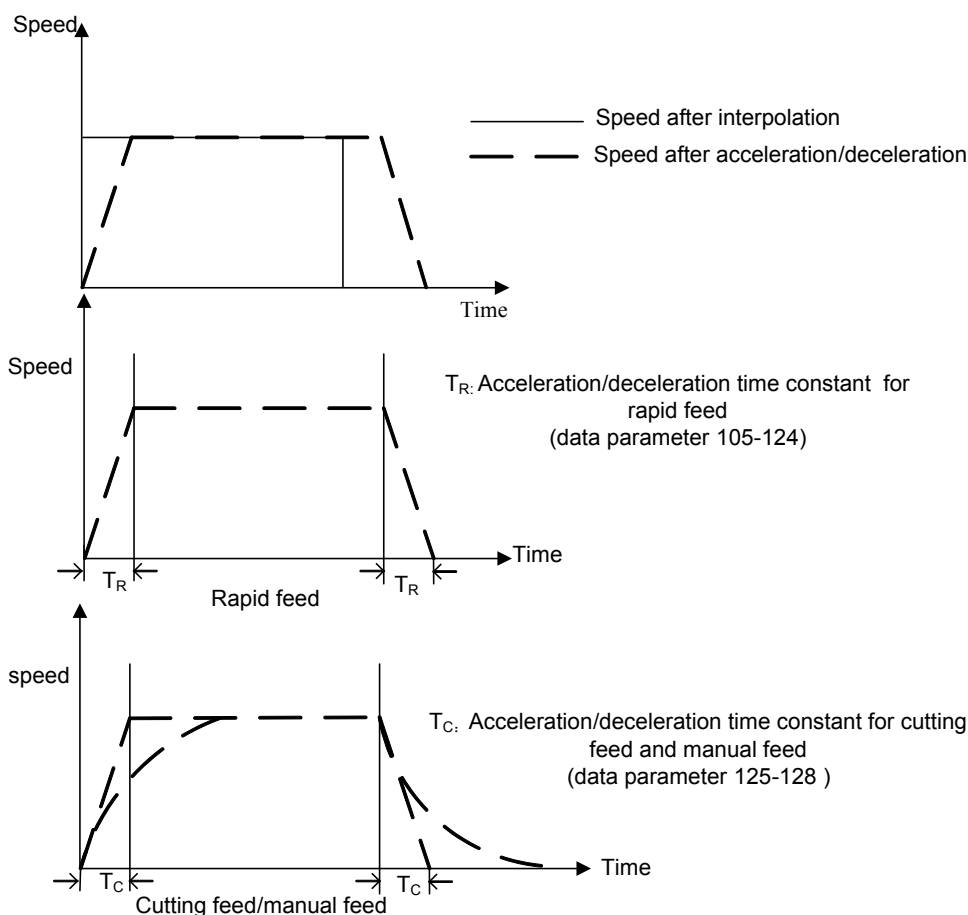 Speed
Speed after interpolation
Speed after acceleration/deceleration
Time
Speed
TR: Acceleration/deceleration time constant for
rapid feed
(data parameter 105-124)
Time
TR
TR
Rapid feed
speed
TC: Acceleration/deceleration time constant for cutting
feed and manual feed
(data parameter 125-128 )
Time
TC
TC
Cutting feed/manual feed